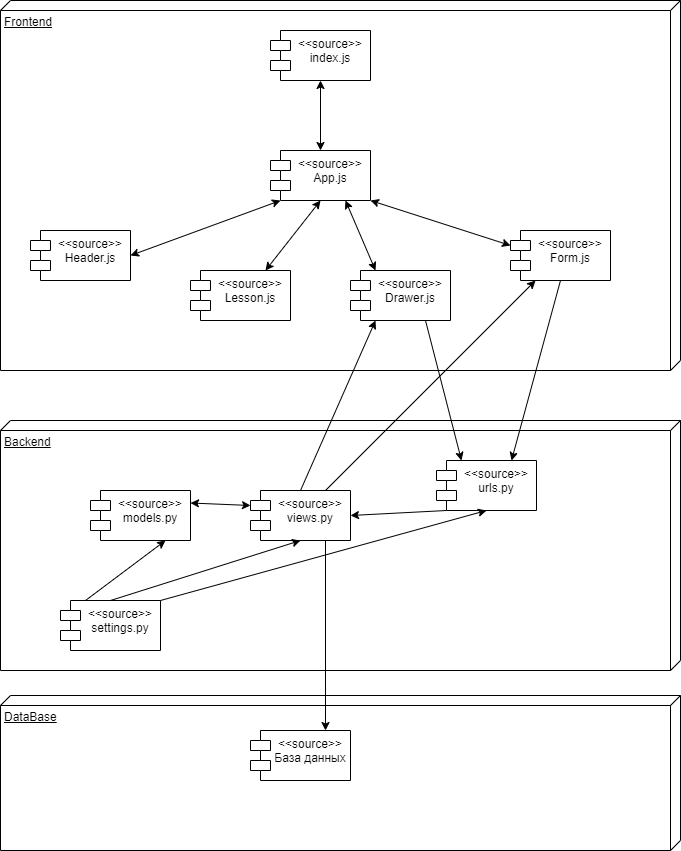 Frontend
<<source>>
index.js
<<source>>
App.js
<<source>>
Header.js
<<source>>
Form.js
<<source>>
Lesson.js
<<source>>
Drawer.js
Backend
<<source>>
urls.py
<<source>>
models.py
<<source>>
views.py
<<source>>
settings.py
DataBase
<<source>>
База данных